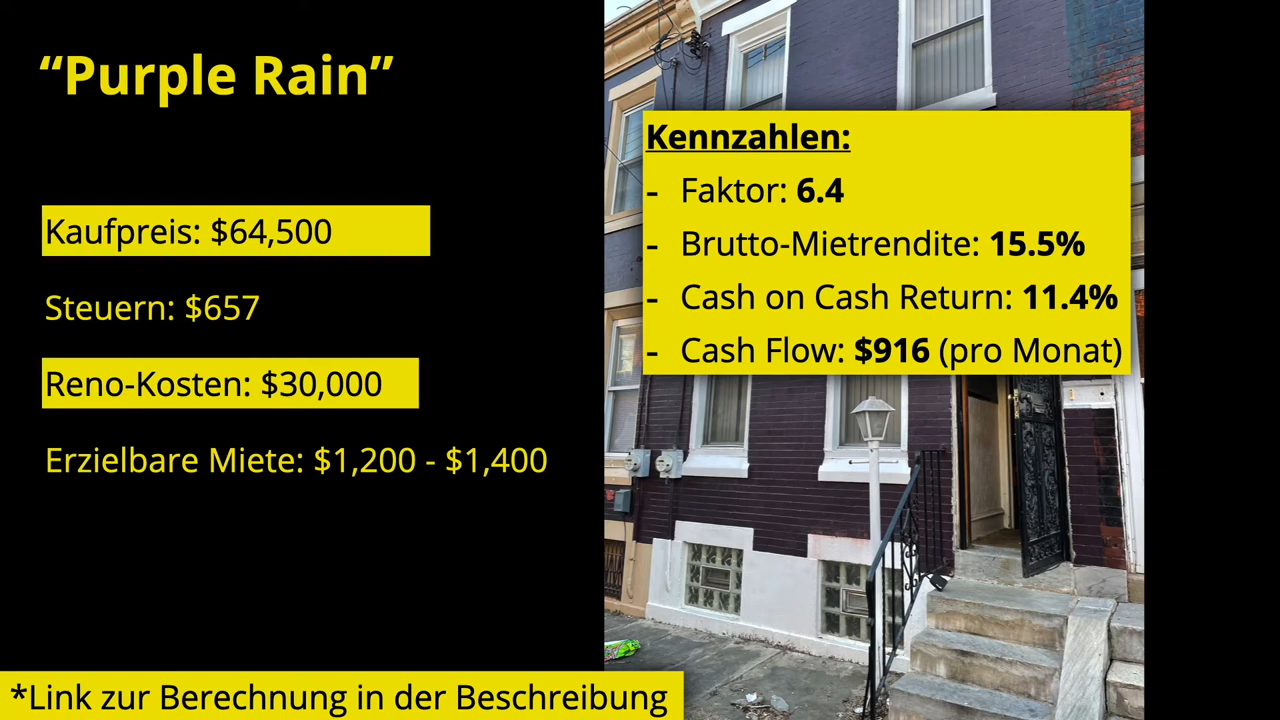 “Purple Rain”
Kaufpreis: $64,500
Steuern: $657
Reno-Kosten: $30,000
Erzielbare Miete: $1,200 - $1,400
Kennzahlen:
- Faktor: 6.4
- Brutto-Mietrendite: 15.5%
- Cash on Cash Return: 11.4%
- Cash Flow: $916 (pro Monat)
*Link zur Berechnung in der Beschreibung